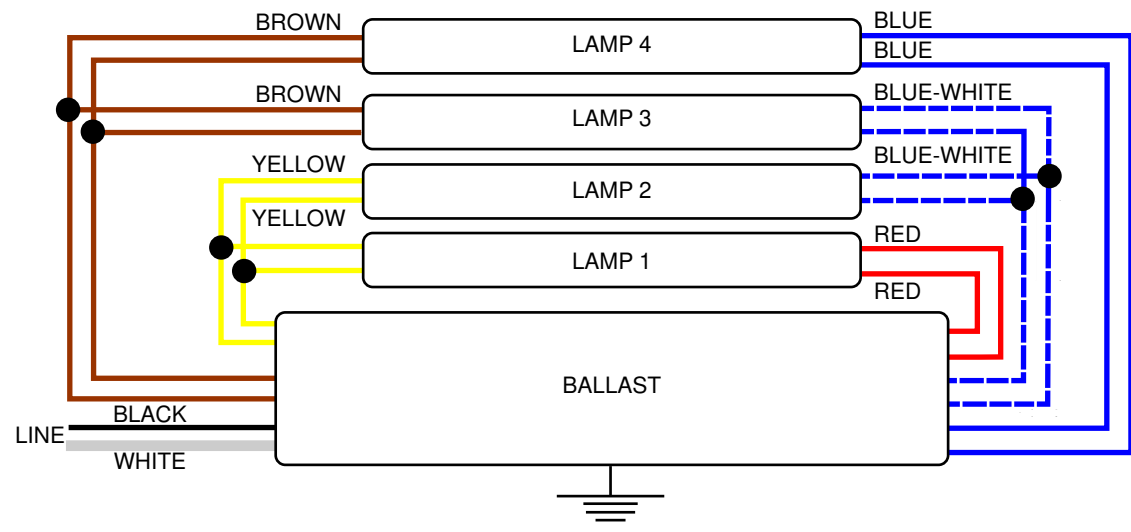 BROWN
LAMP 4
BLUE
BLUE
BROWN
LAMP 3
BLUE-WHITE
YELLOW
LAMP 2
BLUE-WHITE
YELLOW
LAMP 1
RED
RED
BALLAST
BLACK
LINE
WHITE